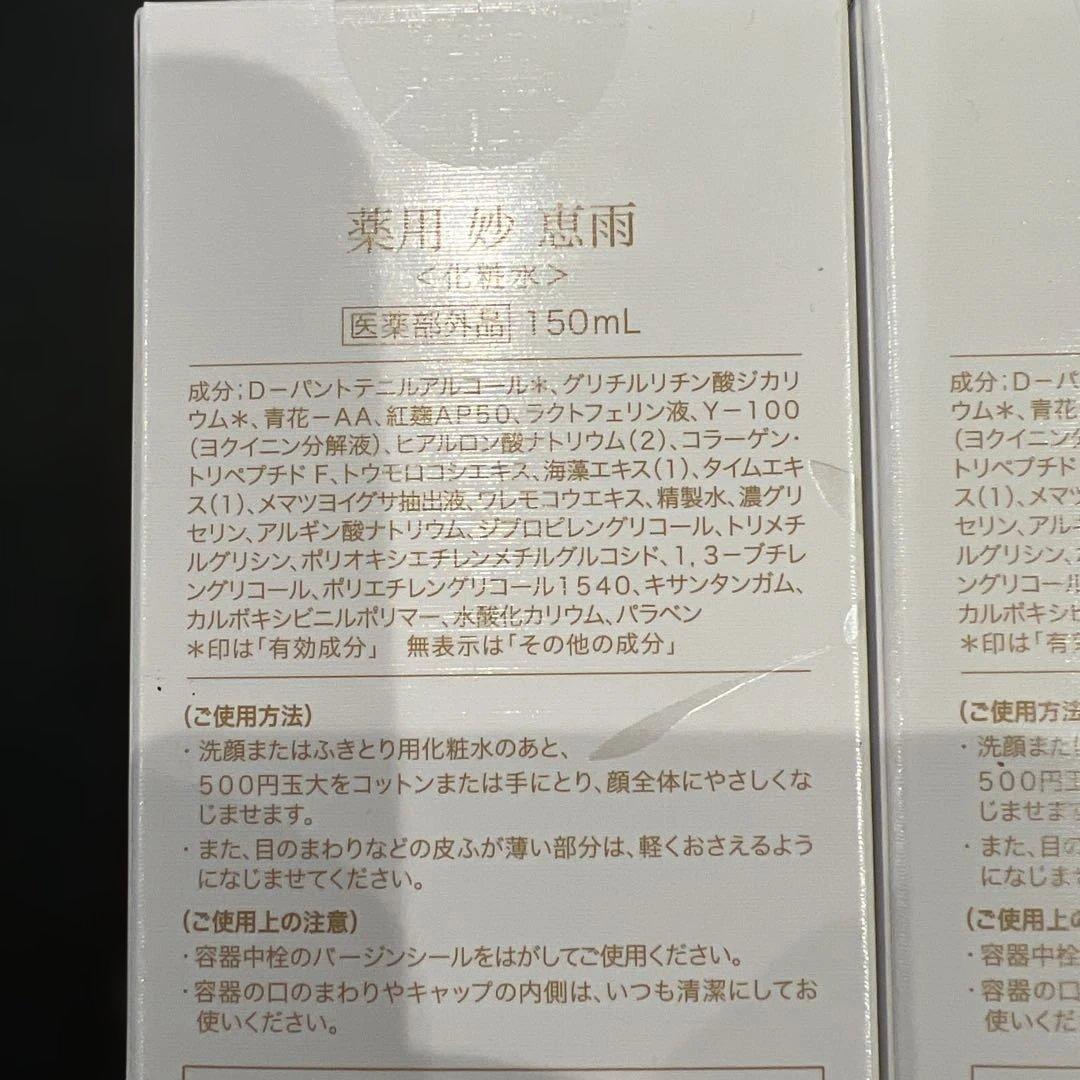 薬用 妙 恵雨
＜化粧水＞
医薬部外品 150mL
成分；D－パントテニルアルコール＊、グリチルリチン酸ジカリ
ウム＊、青花－AA、紅麹AP50、ラクトフェリン液、Y－100
（ヨクイニン分解液）、ヒアルロン酸ナトリウム（2）、コラーゲン・
トリペプチド F、トウモロコシエキス、海藻エキス（1）、タイムエキ
ス（1）、メマツヨイグサ抽出液、ワレモコウエキス、精製水、濃グリ
セリン、アルギン酸ナトリウム、ジプロピレングリコール、トリメチ
ルグリシン、ポリオキシエチレンメチルグルコシド、1，3－ブチレ
ングリコール、ポリエチレングリコール1540、キサンタンガム、
カルボキシビニルポリマー、水酸化カリウム、パラベン
＊印は「有効成分」　無表示は「その他の成分」
（ご使用方法）
・洗顔またはふきとり用化粧水のあと、
500円玉大をコットンまたは手にとり、顔全体にやさしくな
じませます。
・また、目のまわりなどの皮ふが薄い部分は、軽くおさえるよう
になじませてください。
（ご使用上の注意）
・容器中栓のバージンシールをはがしてご使用ください。
・容器の口のまわりやキャップの内側は、いつも清潔にしてお
使いください。
成分；D－パ
ウム＊、青花
（ヨクイニン
トリペプチド
ス（1）、メマツ
セリン、アルギ
ルグリシン、
ングリコール
カルボキシビ
＊印は「有効
（ご使用方法
・洗顔また
500円玉
じませます
・また、目の
になじませ
（ご使用上の
・容器中栓
・容器の口
使いくだ